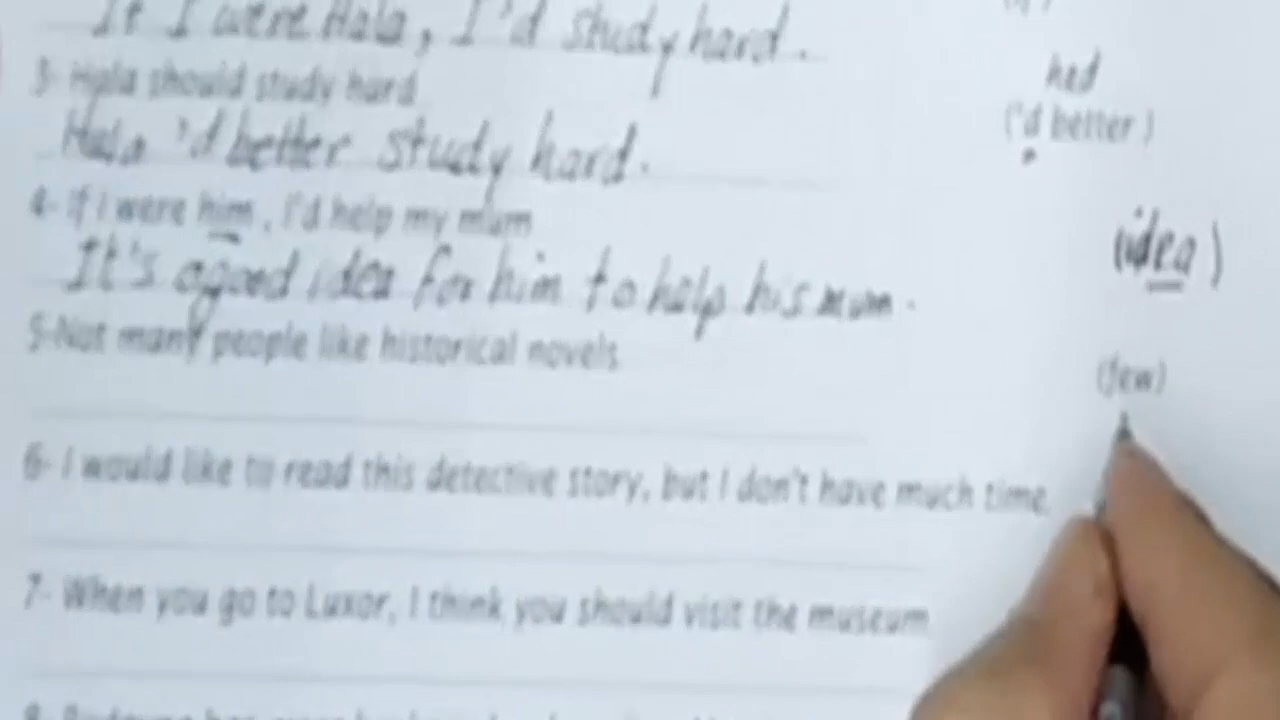 If I were Hala, I'd study hard.
3- Hala should study hard
had
('d better)
Hala 'd better study hard.
4- If I were him, I'd help my mum
(idea)
It's a good idea for him to help his mum.
5-Not many people like historical novels.
(few)
6- I would like to read this detective story, but I don't have much time.
7- When you go to Luxor, I think you should visit the museum